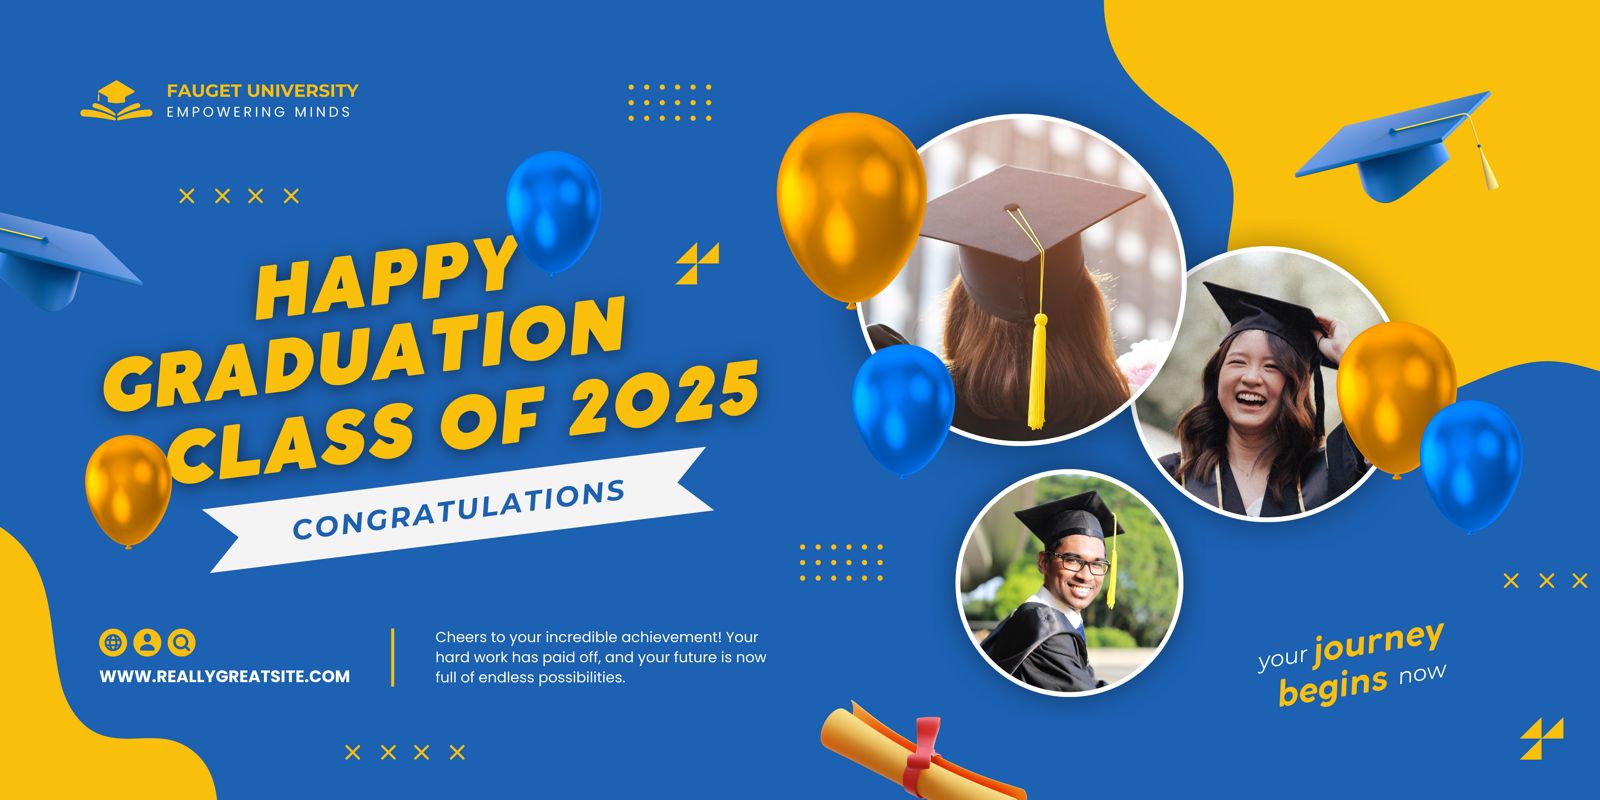 FAUGET UNIVERSITY
EMPOWERING MINDS
HAPPY
GRADUATION
CLASS OF 2025
CONGRATULATIONS
WWW.REALLYGREATSITE.COM
Cheers to your incredible achievement! Your
hard work has paid off, and your future is now
full of endless possibilities.
your journey
begins now